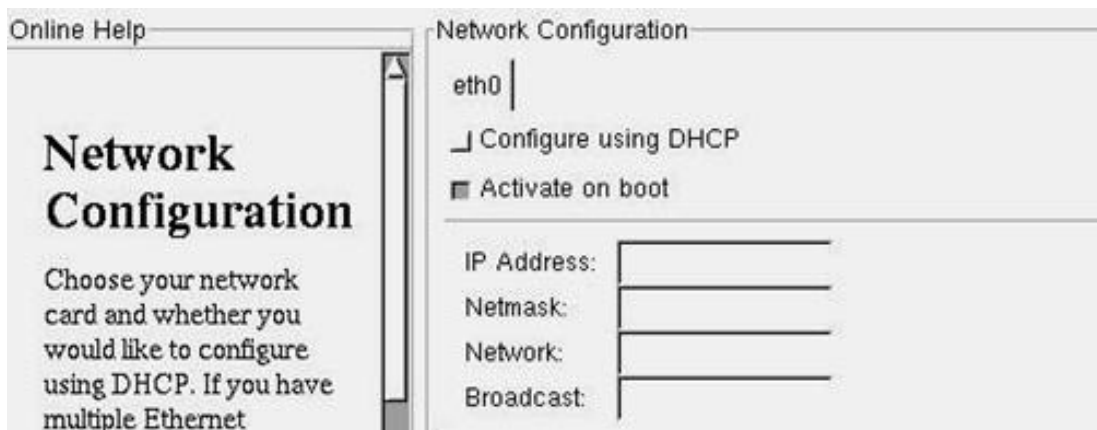 Online Help
Network
Configuration
Choose your network
card and whether you
would like to configure
using DHCP. If you have
multiple Ethernet
Network Configuration
eth0
Configure using DHCP
Activate on boot
IP Address:
Netmask:
Network:
Broadcast: